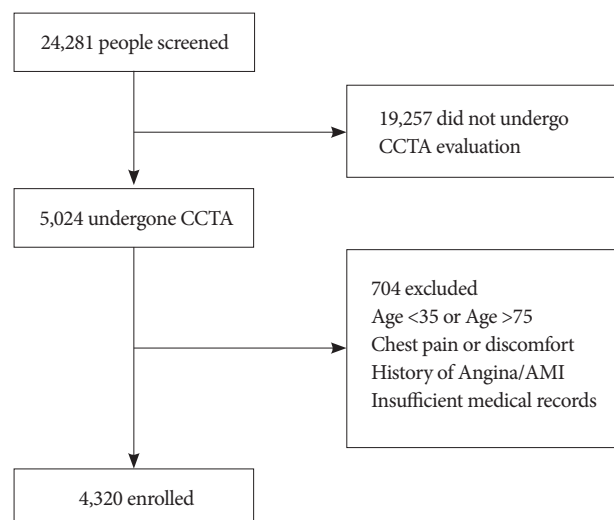 24,281 people screened
19,257 did not undergo
CCTA evaluation
5,024 undergone CCTA
704 excluded
Age <35 or Age >75
Chest pain or discomfort
History of Angina/AMI
Insufficient medical records
4,320 enrolled